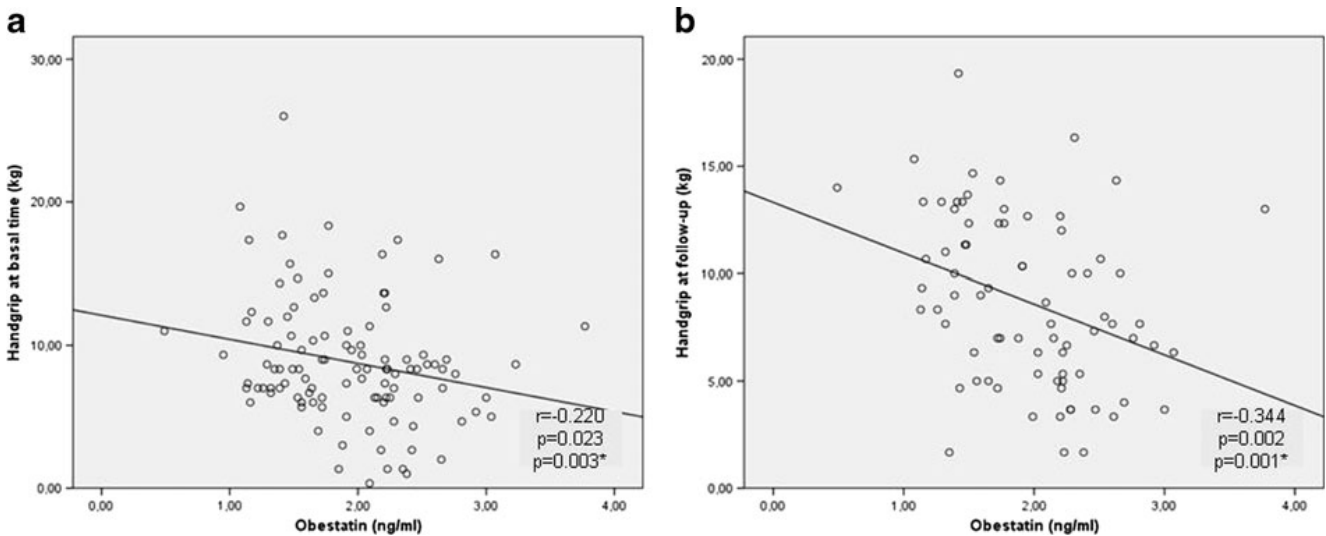 a
30,00
20,00
10,00
0,00
Handgrip at basal time (kg)
r=-0.220
p=0.023
p=0.003*
0,00 1,00 2,00 3,00 4,00
Obestatin (ng/ml)
b
20,00
15,00
10,00
5,00
0,00
Handgrip at follow-up (kg)
r=-0.344
p=0.002
p=0.001*
0,00 1,00 2,00 3,00 4,00
Obestatin (ng/ml)